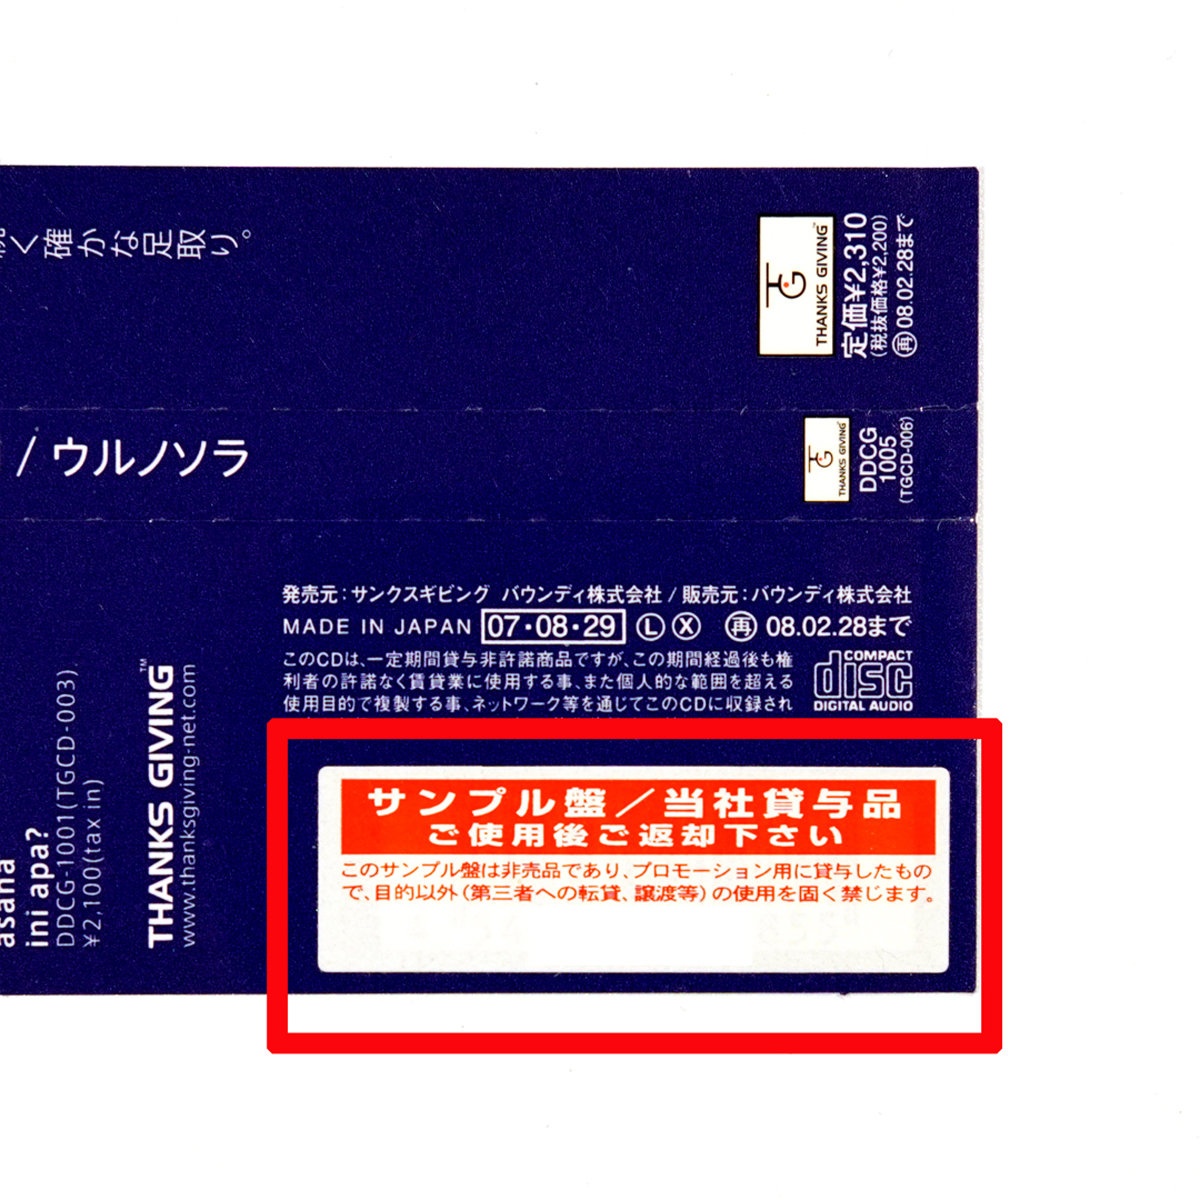 く確かな足取り。
THANKS GIVING™
定価¥2,310
(税抜価格¥2,200)
再 08.02.28まで
/ ウルノソラ
THANKS GIVING
DDCG
1005
(TGCD-006)
発売元:サンクスギビング バウンディ株式会社 / 販売元:バウンディ株式会社
MADE IN JAPAN 07・08・29 L X 再 08.02.28まで
このCDは、一定期間貸与非許諾商品ですが、この期間経過後も権
利者の許諾なく賃貸業に使用する事、また個人的な範囲を超える
使用目的で複製する事、ネットワーク等を通じてこのCDに収録され
COMPACT
disc
DIGITAL AUDIO
asana
ini apa?
DDCG-1001(TGCD-003)
¥2,100(tax in)
THANKS GIVING™
www.thanksgiving-net.com
サンプル盤/当社貸与品
ご使用後ご返却下さい
このサンプル盤は非売品であり、プロモーション用に貸与したもの
で、目的以外(第三者への転貸、譲渡等)の使用を固く禁じます。